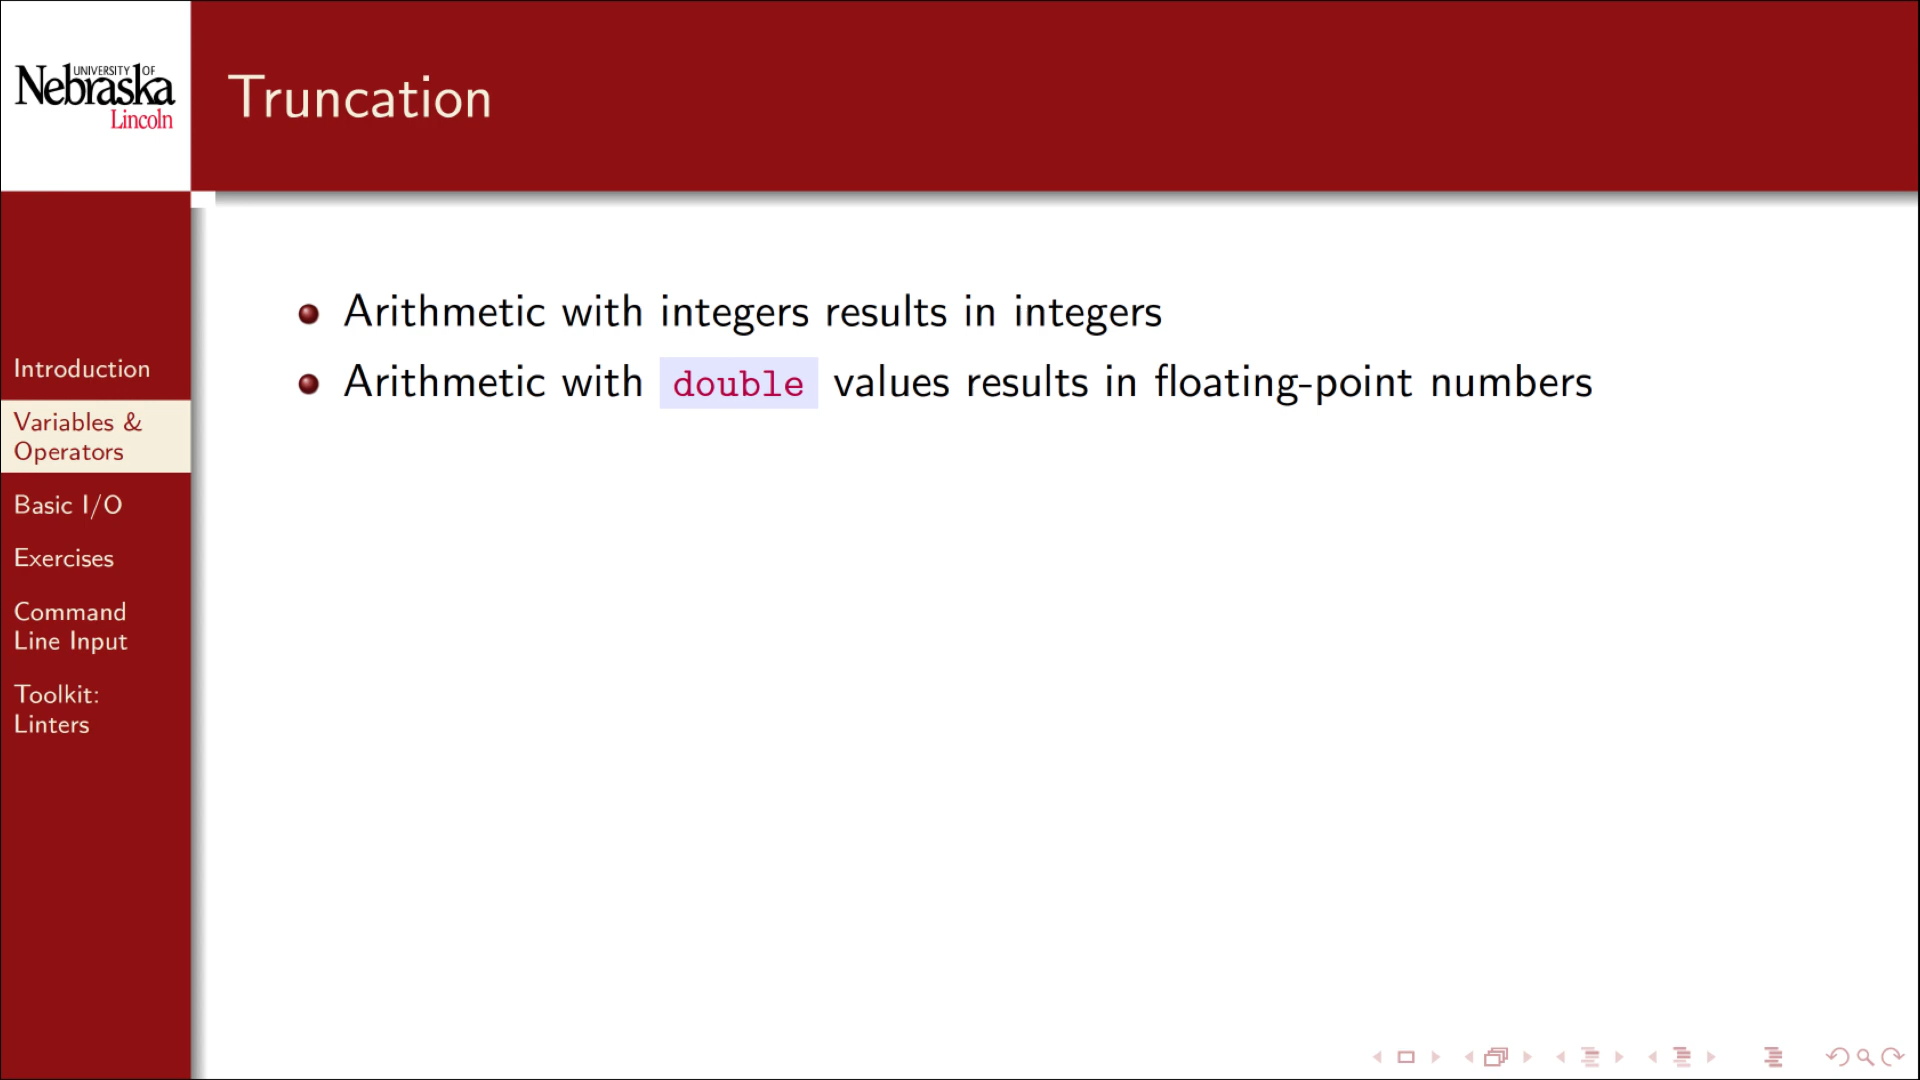 UNIVERSITY OF
Nebraska
Lincoln
Truncation
Introduction
Variables &
Operators
Basic I/O
Exercises
Command
Line Input
Toolkit:
Linters
Arithmetic with integers results in integers
Arithmetic with double values results in floating-point numbers